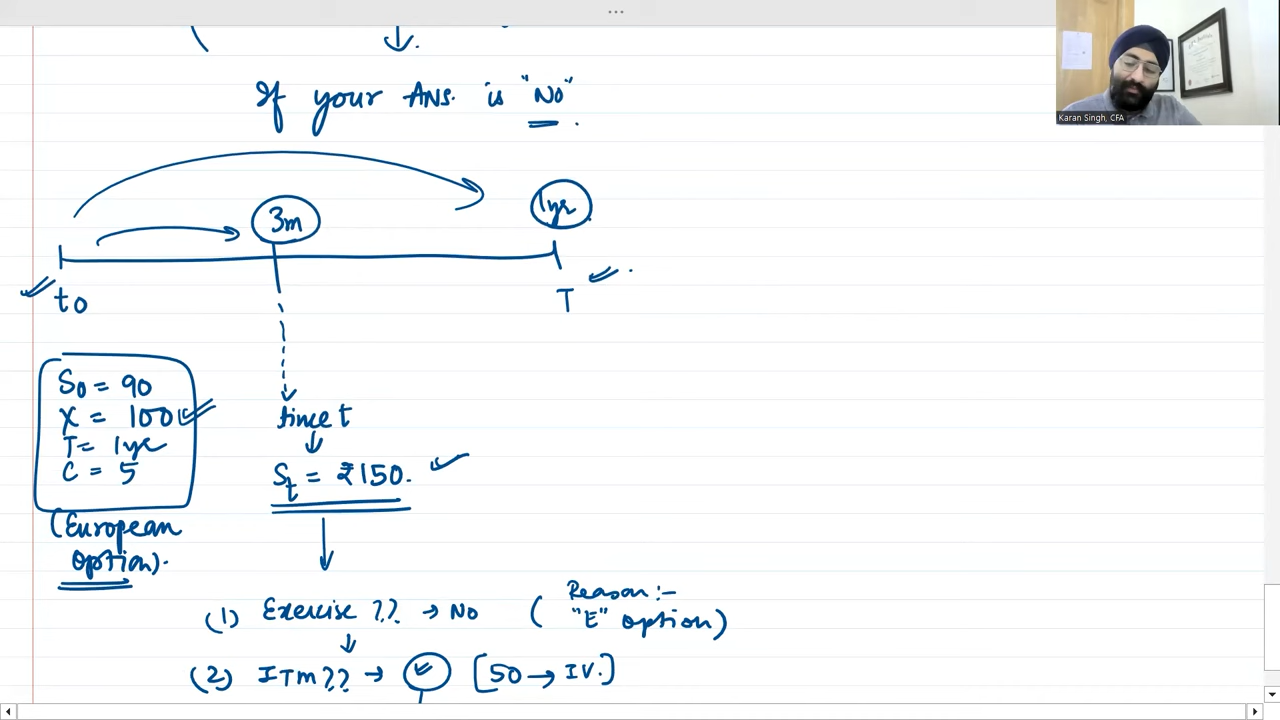 If your ANS. is "No".
3m
1yr
t0
T
S0 = 90
X = 100
T = 1yr
C = 5
(European
option).
time t
St = ₹150.
(1) Exercise ?? → No (Reason :-
"E" option)
(2) ITM ?? → ✓ [50 → IV.]
Karan Singh, CFA